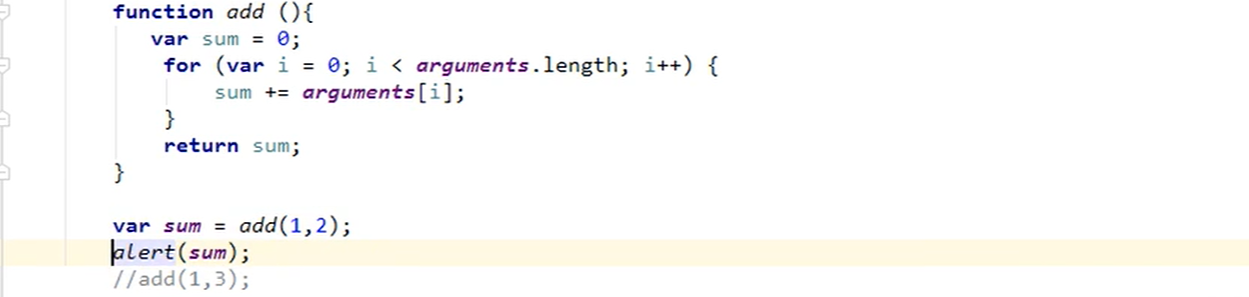 function add (){
var sum = 0;
for (var i = 0; i < arguments.length; i++) {
sum += arguments[i];
}
return sum;
}
var sum = add(1,2);
alert(sum);
//add(1,3);